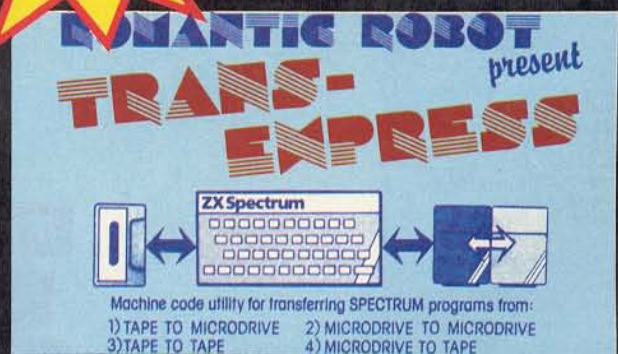 ROMANTIC ROBOT
present
TRANS-
EXPRESS
ZX Spectrum
Machine code utility for transferring SPECTRUM programs from:
1) TAPE TO MICRODRIVE 2) MICRODRIVE TO MICRODRIVE
3) TAPE TO TAPE 4) MICRODRIVE TO TAPE